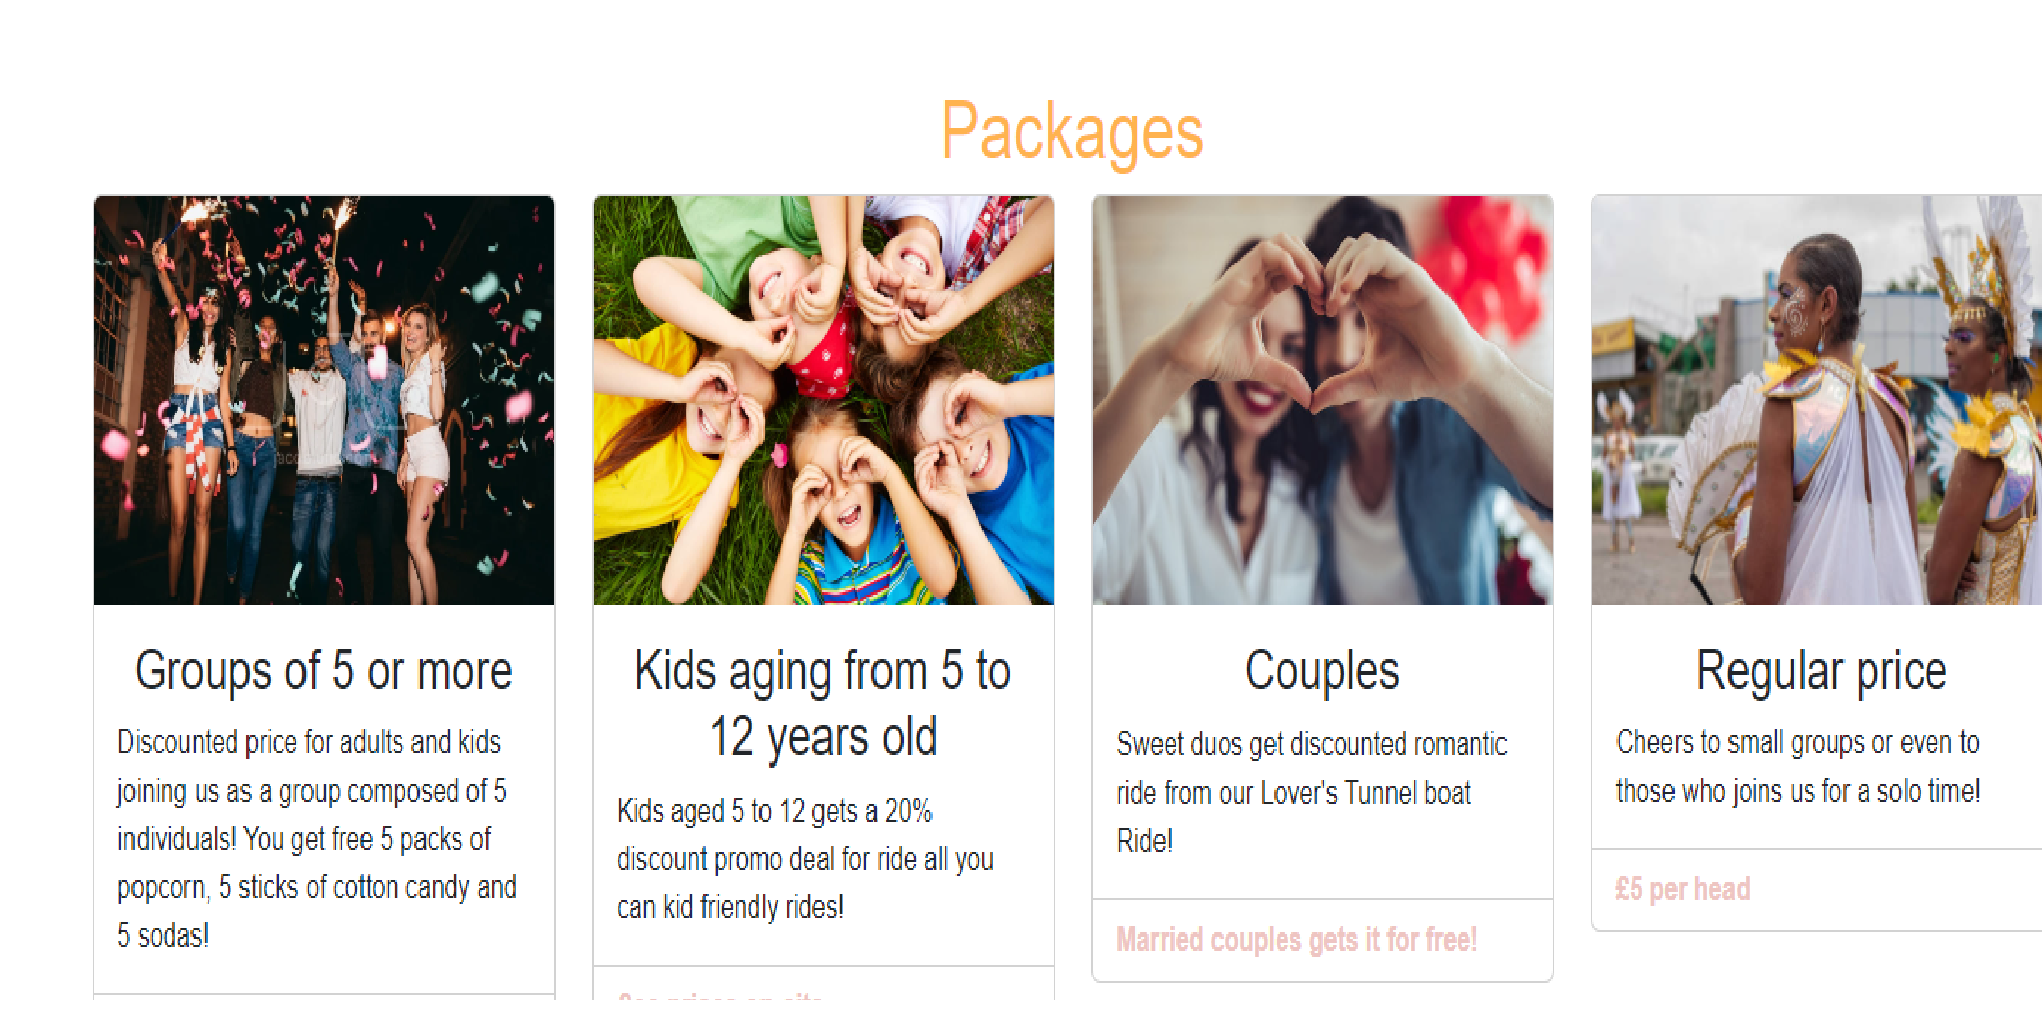 Packages
Groups of 5 or more
Discounted price for adults and kids
joining us as a group composed of 5
individuals! You get free 5 packs of
popcorn, 5 sticks of cotton candy and
5 sodas!
Kids aging from 5 to
12 years old
Kids aged 5 to 12 gets a 20%
discount promo deal for ride all you
can kid friendly rides!
Couples
Sweet duos get discounted romantic
ride from our Lover's Tunnel boat
Ride!
Married couples gets it for free!
Regular price
Cheers to small groups or even to
those who joins us for a solo time!
£5 per head